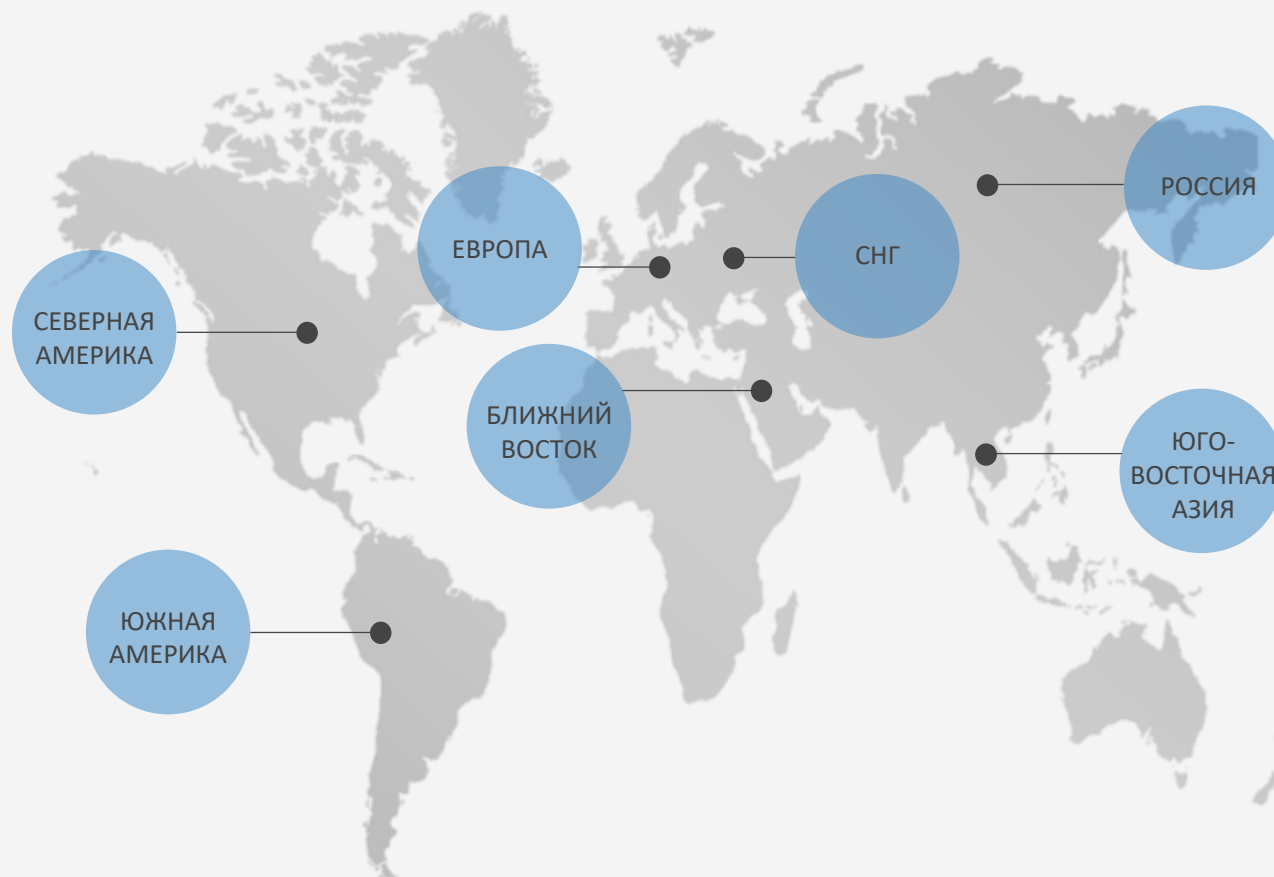 РОССИЯ
ЕВРОПА
СНГ
СЕВЕРНАЯ
АМЕРИКА
БЛИЖНИЙ
ВОСТОК
ЮГО-
ВОСТОЧНАЯ
АЗИЯ
ЮЖНАЯ
АМЕРИКА